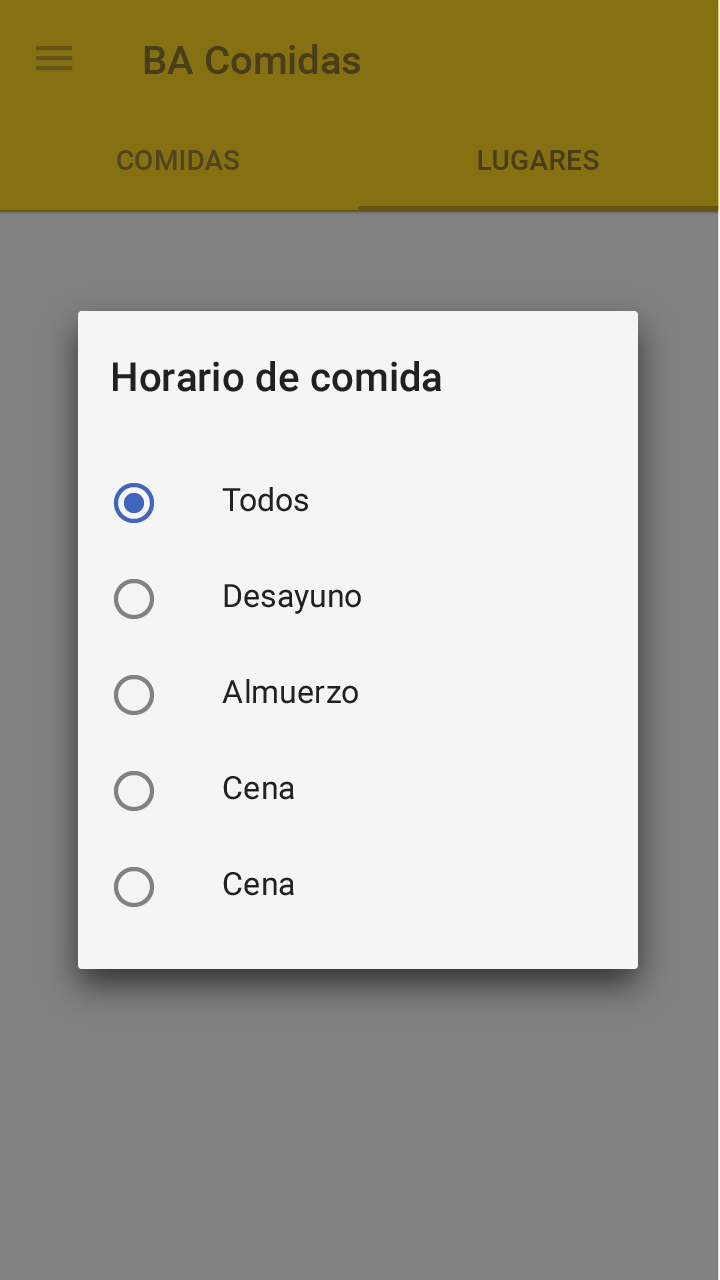 BA Comidas
COMIDAS
LUGARES
Horario de comida
Todos
Desayuno
Almuerzo
Cena
Cena